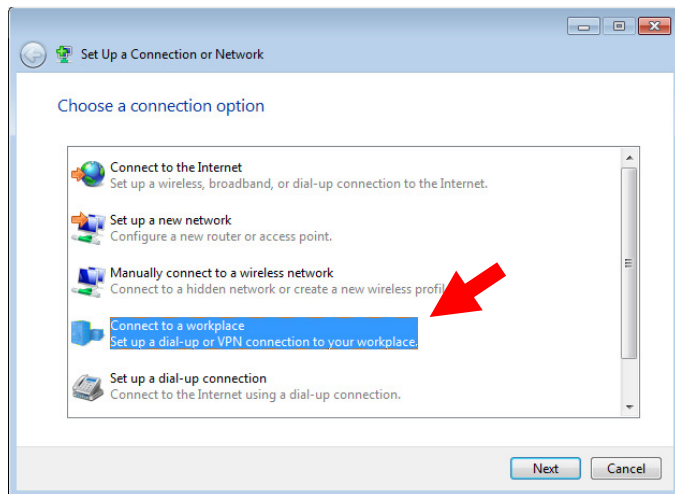 Set Up a Connection or Network
Choose a connection option
Connect to the Internet
Set up a wireless, broadband, or dial-up connection to the Internet.
Set up a new network
Configure a new router or access point.
Manually connect to a wireless network
Connect to a hidden network or create a new wireless profil
Connect to a workplace
Set up a dial-up or VPN connection to your workplace.
Set up a dial-up connection
Connect to the Internet using a dial-up connection.
Next
Cancel